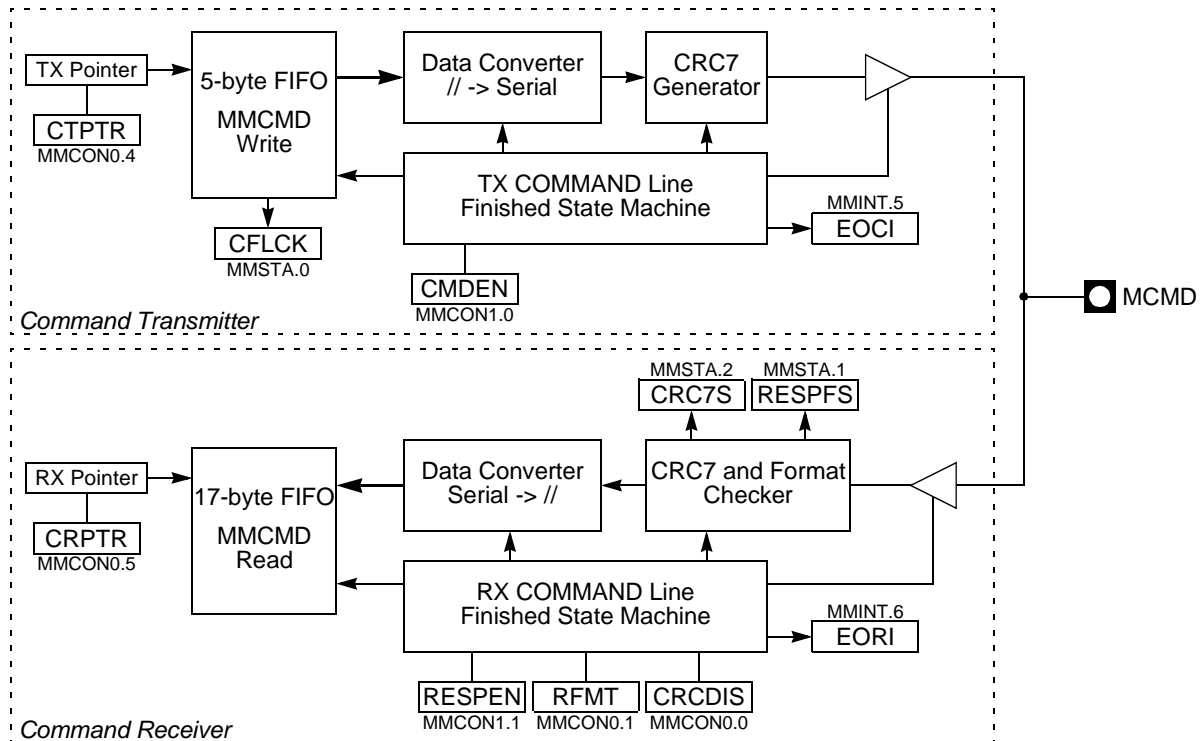 TX Pointer
CTPTR
MMCON0.4
5-byte FIFO
MMCMD
Write
CFLCK
MMSTA.0
Data Converter
// -> Serial
CRC7
Generator
TX COMMAND Line
Finished State Machine
CMDEN
MMCON1.0
MMINT.5
EOCI
Command Transmitter
MCMD
MMSTA.2
CRC7S
MMSTA.1
RESPFS
RX Pointer
CRPTR
MMCON0.5
17-byte FIFO
MMCMD
Read
Data Converter
Serial -> //
CRC7 and Format
Checker
RX COMMAND Line
Finished State Machine
MMINT.6
EORI
RESPEN
MMCON1.1
RFMT
MMCON0.1
CRCDIS
MMCON0.0
Command Receiver